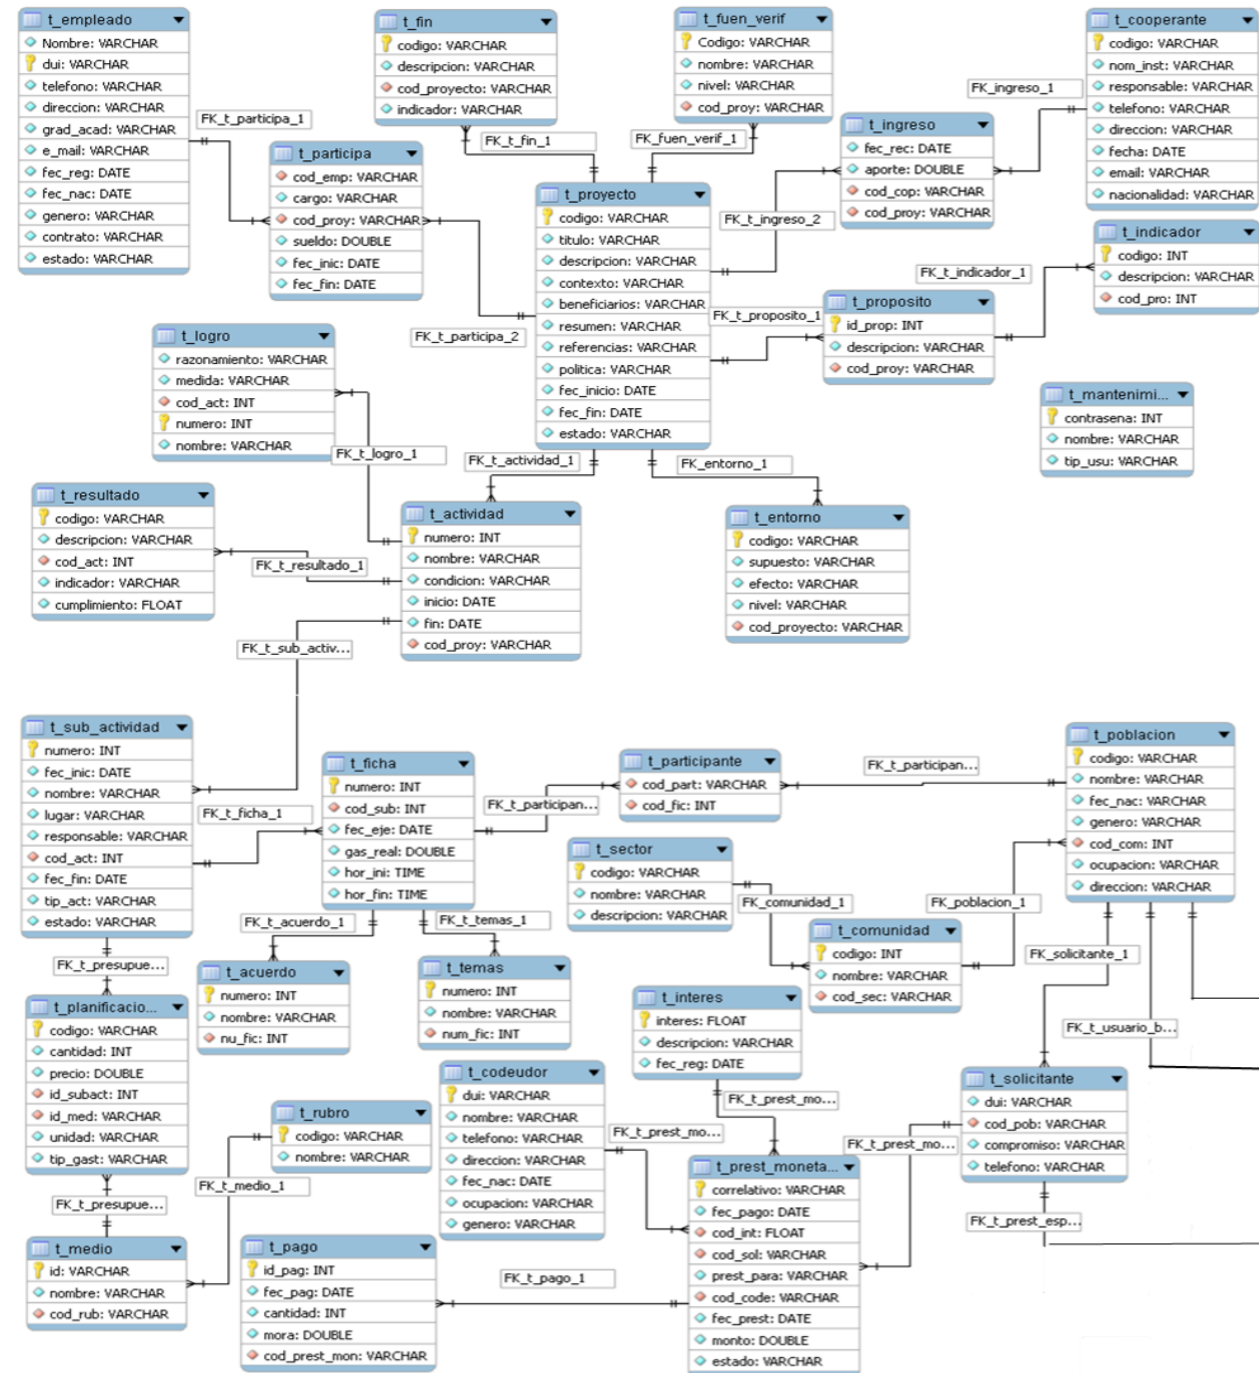 t_empleado
Nombre: VARCHAR
dui: VARCHAR
telefono: VARCHAR
direccion: VARCHAR
grad_acad: VARCHAR
e_mail: VARCHAR
fec_reg: DATE
fec_nac: DATE
genero: VARCHAR
contrato: VARCHAR
estado: VARCHAR
FK_t_participa_1
t_fin
codigo: VARCHAR
descripcion: VARCHAR
cod_proyecto: VARCHAR
indicador: VARCHAR
FK_t_fin_1
t_fuen_verif
Codigo: VARCHAR
nombre: VARCHAR
nivel: VARCHAR
cod_proy: VARCHAR
FK_fuen_verif_1
t_cooperante
codigo: VARCHAR
nom_inst: VARCHAR
responsable: VARCHAR
telefono: VARCHAR
direccion: VARCHAR
fecha: DATE
email: VARCHAR
nacionalidad: VARCHAR
FK_ingreso_1
t_ingreso
fec_rec: DATE
aporte: DOUBLE
cod_cop: VARCHAR
cod_proy: VARCHAR
FK_t_ingreso_2
t_participa
cod_emp: VARCHAR
cargo: VARCHAR
cod_proy: VARCHAR
sueldo: DOUBLE
fec_inic: DATE
fec_fin: DATE
FK_t_participa_2
t_proyecto
codigo: VARCHAR
titulo: VARCHAR
descripcion: VARCHAR
contexto: VARCHAR
beneficiarios: VARCHAR
resumen: VARCHAR
referencias: VARCHAR
politica: VARCHAR
fec_inicio: DATE
fec_fin: DATE
estado: VARCHAR
t_indicador
codigo: INT
descripcion: VARCHAR
cod_pro: INT
FK_t_indicador_1
t_proposito
id_prop: INT
descripcion: VARCHAR
cod_proy: VARCHAR
FK_t_proposito_1
t_mantenimi...
contrasena: INT
nombre: VARCHAR
tip_usu: VARCHAR
t_logro
razonamiento: VARCHAR
medida: VARCHAR
cod_act: INT
numero: INT
nombre: VARCHAR
FK_t_logro_1
FK_t_actividad_1
FK_entorno_1
t_resultado
codigo: VARCHAR
descripcion: VARCHAR
cod_act: INT
indicador: VARCHAR
cumplimiento: FLOAT
FK_t_resultado_1
t_actividad
numero: INT
nombre: VARCHAR
condicion: VARCHAR
inicio: DATE
fin: DATE
cod_proy: VARCHAR
t_entorno
codigo: VARCHAR
supuesto: VARCHAR
efecto: VARCHAR
nivel: VARCHAR
cod_proyecto: VARCHAR
FK_t_sub_activ...
t_sub_actividad
numero: INT
fec_inic: DATE
nombre: VARCHAR
lugar: VARCHAR
responsable: VARCHAR
cod_act: INT
fec_fin: DATE
tip_act: VARCHAR
estado: VARCHAR
FK_t_ficha_1
t_ficha
numero: INT
cod_sub: INT
fec_eje: DATE
gas_real: DOUBLE
hor_ini: TIME
hor_fin: TIME
FK_t_participan...
t_participante
cod_part: VARCHAR
cod_fic: INT
FK_t_participan...
t_poblacion
codigo: VARCHAR
nombre: VARCHAR
fec_nac: VARCHAR
genero: VARCHAR
cod_com: INT
ocupacion: VARCHAR
direccion: VARCHAR
t_sector
codigo: VARCHAR
nombre: VARCHAR
descripcion: VARCHAR
FK_comunidad_1
FK_poblacion_1
t_comunidad
codigo: INT
nombre: VARCHAR
cod_sec: VARCHAR
FK_solicitante_1
FK_t_usuario_b...
FK_t_acuerdo_1
FK_t_temas_1
FK_t_presupue...
t_acuerdo
numero: INT
nombre: VARCHAR
nu_fic: INT
t_temas
numero: INT
nombre: VARCHAR
num_fic: INT
t_interes
interes: FLOAT
descripcion: VARCHAR
fec_reg: DATE
FK_t_prest_mo...
t_planificacio...
codigo: VARCHAR
cantidad: INT
precio: DOUBLE
id_subact: INT
id_med: VARCHAR
unidad: VARCHAR
tip_gast: VARCHAR
FK_t_presupue...
t_codeudor
dui: VARCHAR
nombre: VARCHAR
telefono: VARCHAR
direccion: VARCHAR
fec_nac: DATE
ocupacion: VARCHAR
genero: VARCHAR
FK_t_prest_mo...
t_solicitante
dui: VARCHAR
cod_pob: VARCHAR
compromiso: VARCHAR
telefono: VARCHAR
FK_t_prest_mo...
FK_t_prest_esp...
t_rubro
codigo: VARCHAR
nombre: VARCHAR
FK_t_medio_1
t_prest_moneta...
correlativo: VARCHAR
fec_pago: DATE
cod_int: FLOAT
cod_sol: VARCHAR
prest_para: VARCHAR
cod_code: VARCHAR
fec_prest: DATE
monto: DOUBLE
estado: VARCHAR
t_medio
id: VARCHAR
nombre: VARCHAR
cod_rub: VARCHAR
t_pago
id_pag: INT
fec_pag: DATE
cantidad: INT
mora: DOUBLE
cod_prest_mon: VARCHAR
FK_t_pago_1